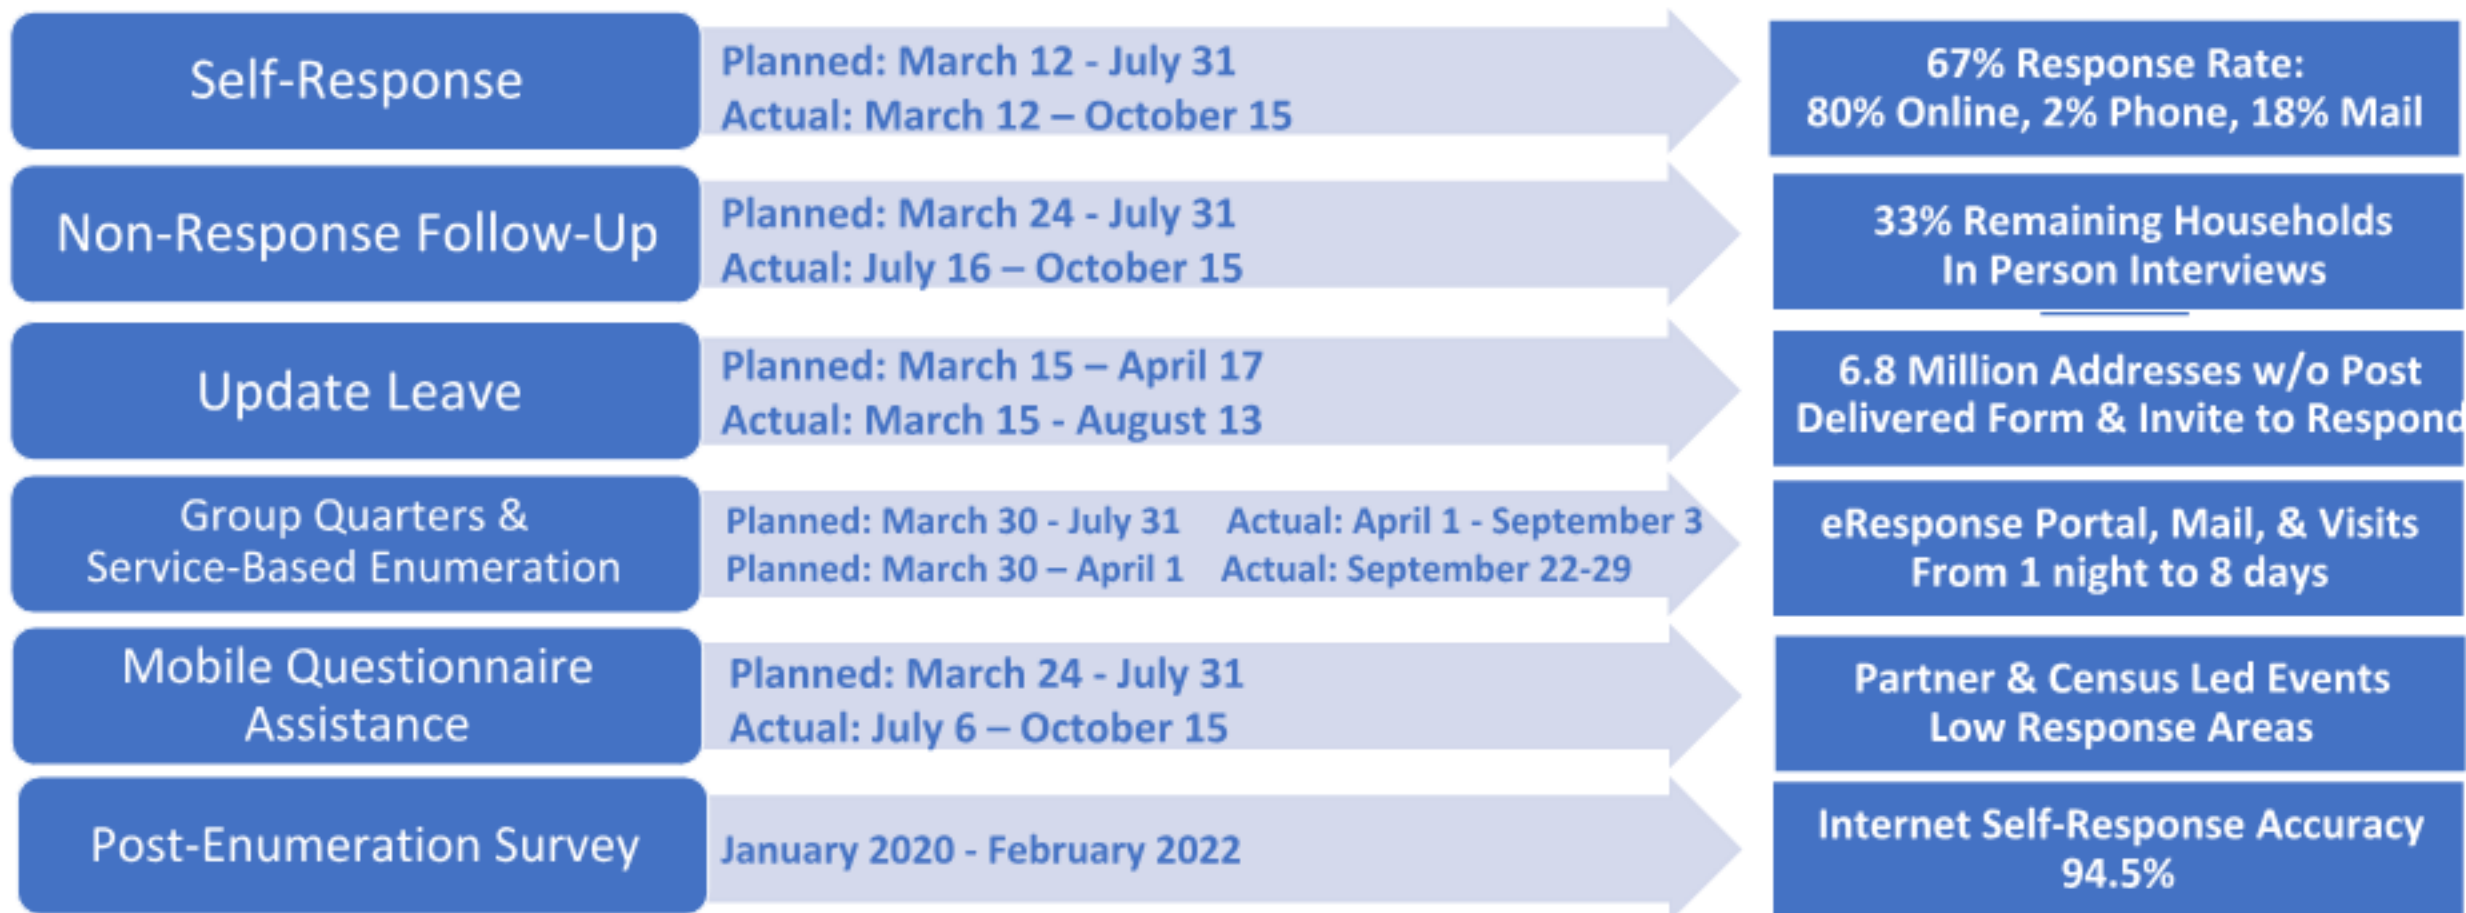 Self-Response
Planned: March 12 - July 31
Actual: March 12 – October 15
67% Response Rate:
80% Online, 2% Phone, 18% Mail
Non-Response Follow-Up
Planned: March 24 - July 31
Actual: July 16 – October 15
33% Remaining Households
In Person Interviews
Update Leave
Planned: March 15 – April 17
Actual: March 15 - August 13
6.8 Million Addresses w/o Post
Delivered Form & Invite to Respond
Group Quarters &
Service-Based Enumeration
Planned: March 30 - July 31 Actual: April 1 - September 3
Planned: March 30 – April 1 Actual: September 22-29
eResponse Portal, Mail, & Visits
From 1 night to 8 days
Mobile Questionnaire
Assistance
Planned: March 24 - July 31
Actual: July 6 – October 15
Partner & Census Led Events
Low Response Areas
Post-Enumeration Survey
January 2020 - February 2022
Internet Self-Response Accuracy
94.5%